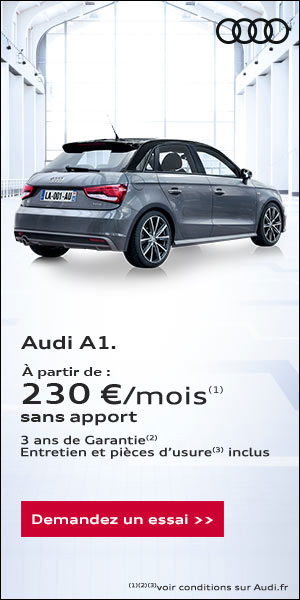 LA-001-AU
Audi A1.
À partir de :
230 €/mois(1)
sans apport
3 ans de Garantie(2)
Entretien et pièces d'usure(3) inclus
Demandez un essai >>
(1)(2)(3)voir conditions sur Audi.fr